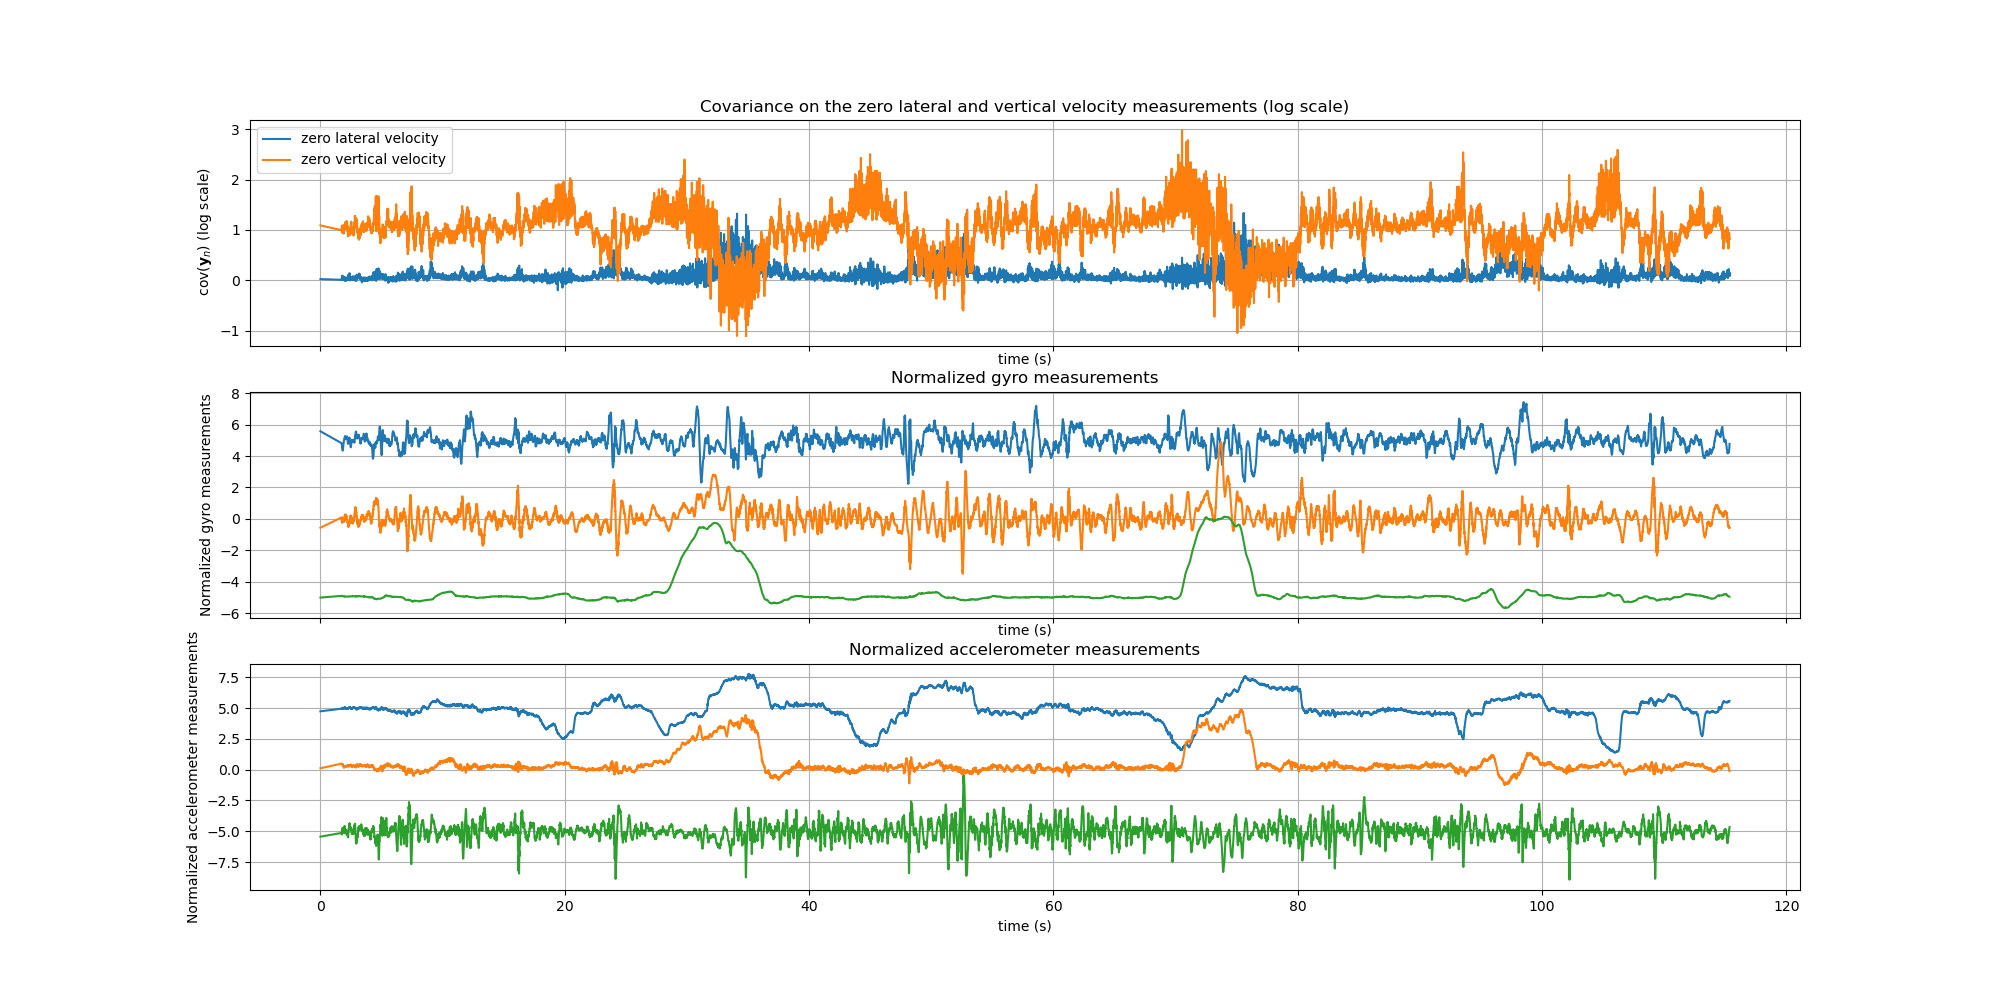 Covariance on the zero lateral and vertical velocity measurements (log scale)
cov(yₙ) (log scale)
3
2
1
0
−1
zero lateral velocity
zero vertical velocity
time (s)
Normalized gyro measurements
Normalized gyro measurements
8
6
4
2
0
−2
−4
−6
time (s)
Normalized accelerometer measurements
Normalized accelerometer measurements
7.5
5.0
2.5
0.0
−2.5
−5.0
−7.5
0 20 40 60 80 100 120
time (s)